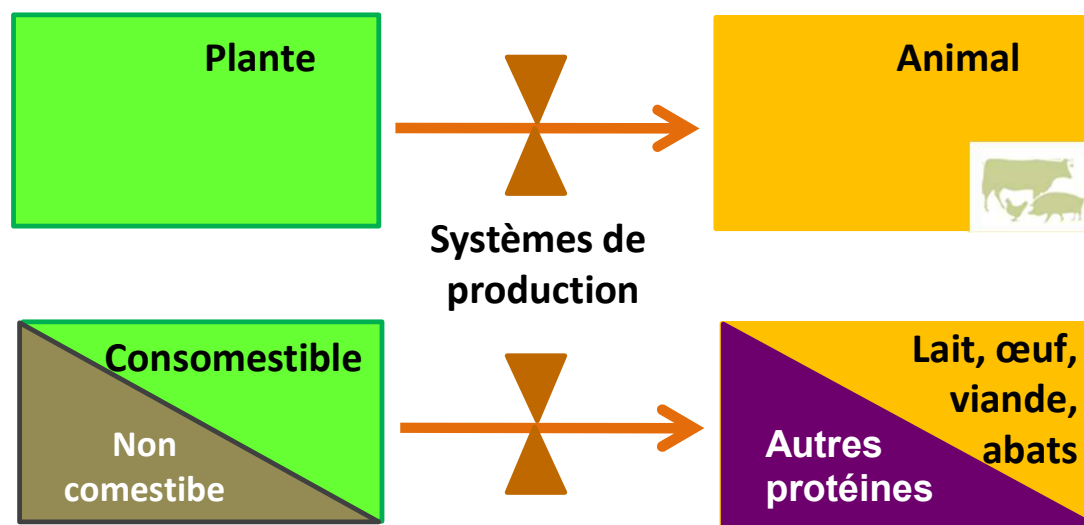 Plante
Animal
Systèmes de
production
Consomestible
Non
comestibe
Lait, œuf,
viande,
abats
Autres
protéines